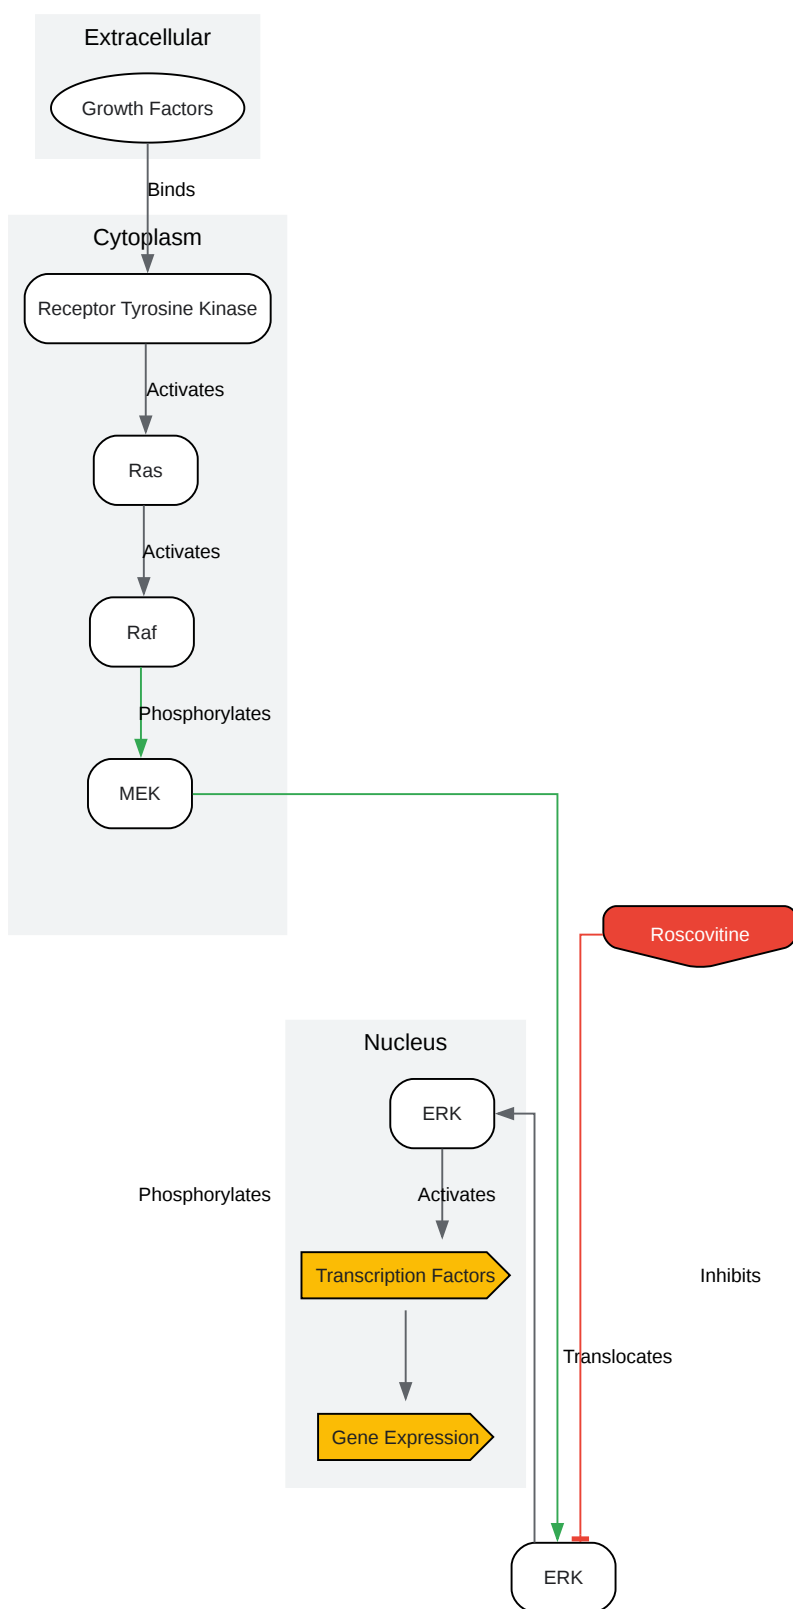 Extracellular
Growth Factors
Binds
Cytoplasm
Receptor Tyrosine Kinase
Activates
Ras
Activates
Raf
Phosphorylates
MEK
Roscovitine
Nucleus
ERK
Phosphorylates
Activates
Transcription Factors
Inhibits
Translocates
Gene Expression
ERK